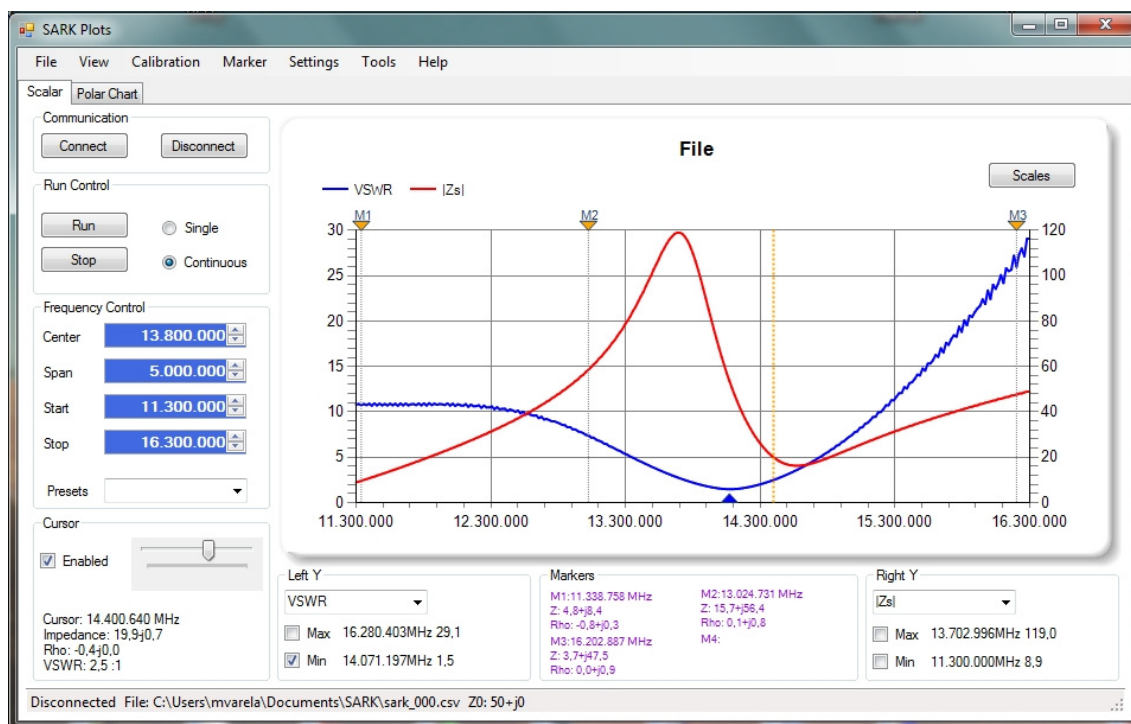 SARK Plots
File View Calibration Marker Settings Tools Help
Scalar Polar Chart
Communication
Connect Disconnect
Run Control
Run Single
Stop Continuous
Frequency Control
Center 13.800.000
Span 5.000.000
Start 11.300.000
Stop 16.300.000
Presets
Cursor
Enabled
Cursor: 14.400.640 MHz
Impedance: 19,9-j0,7
Rho: -0,4-j0,0
VSWR: 2,5 :1
File
Scales
VSWR |Zs|
M1 M2 M3
30 120
25 100
20 80
15 60
10 40
5 20
0 0
11.300.000 12.300.000 13.300.000 14.300.000 15.300.000 16.300.000
Left Y
VSWR
Max 16.280.403MHz 29,1
Min 14.071.197MHz 1,5
Markers
M1:11.338.758 MHz
Z: 4,8+j8,4
Rho: -0,8+j0,3
M3:16.202.887 MHz
Z: 3,7+j47,5
Rho: 0,0+j0,9
M2:13.024.731 MHz
Z: 15,7+j56,4
Rho: 0,1+j0,8
M4:
Right Y
|Zs|
Max 13.702.996MHz 119,0
Min 11.300.000MHz 8,9
Disconnected File: C:\Users\mvarela\Documents\SARK\sark_000.csv Z0: 50+j0